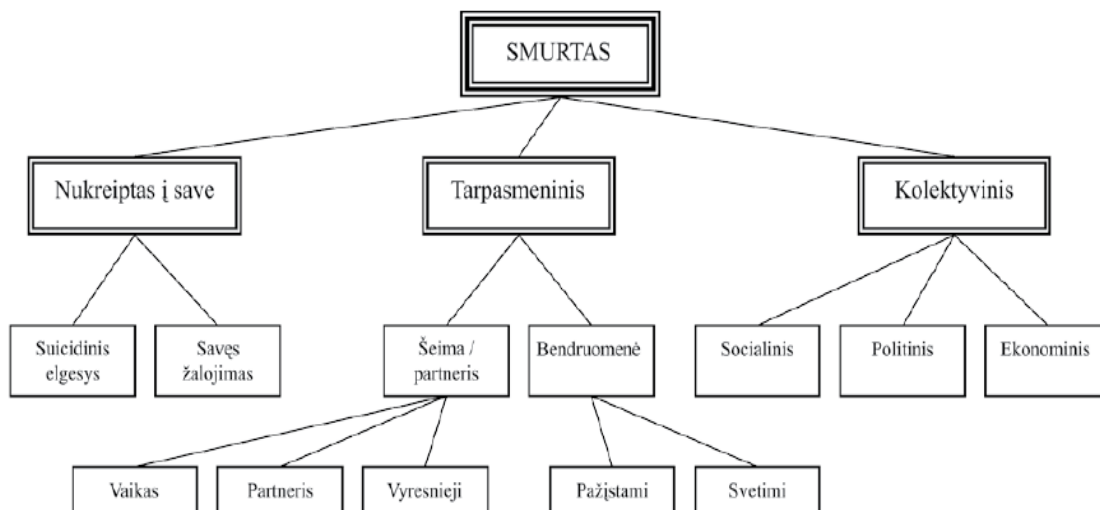 SMURTAS
Nukreiptas į save
Tarpasmeninis
Kolektyvinis
Suicidinis
elgesys
Savęs
žalojimas
Šeima /
partneris
Bendruomenė
Socialinis
Politinis
Ekonominis
Vaikas
Partneris
Vyresnieji
Pažįstami
Svetimi